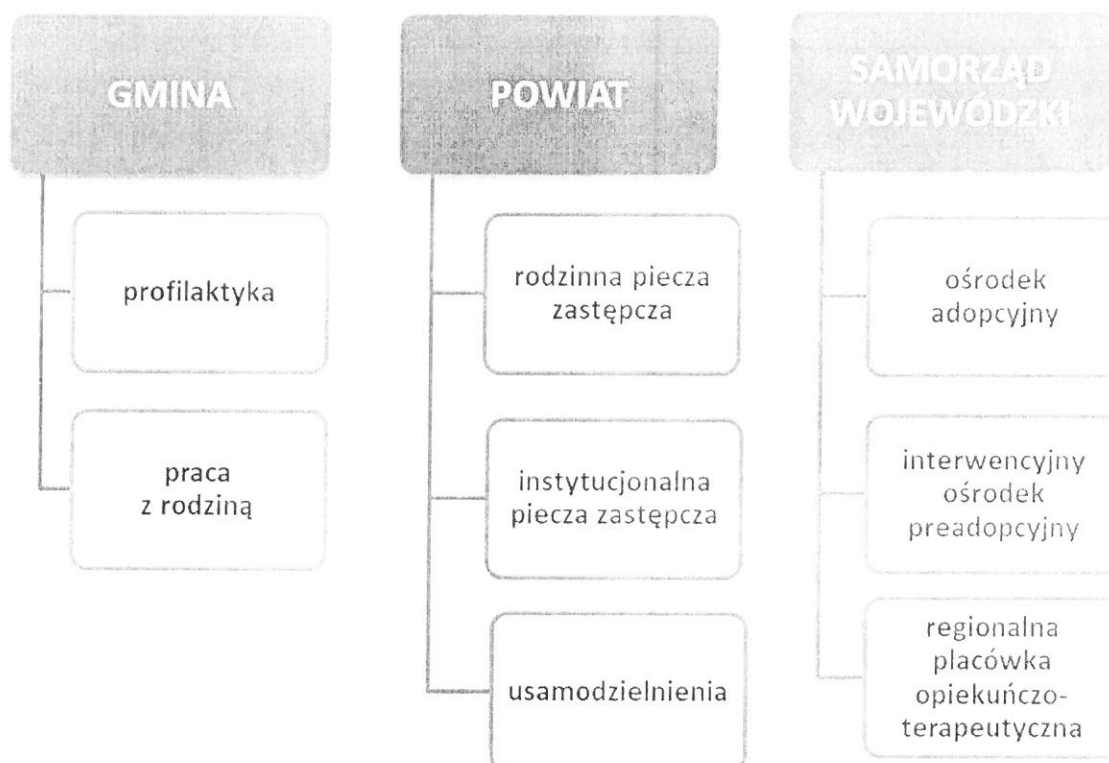 GMINA
profilaktyka
praca
z rodziną
POWIAT
rodzinna piecza
zastępcza
instytucjonalna
piecza zastępcza
usamodzielnienia
SAMORZĄD
WOJEWÓDZKI
ośrodek
adopcyjny
interwencyjny
ośrodek
preadopcyjny
regionalna
placówka
opiekuńczo-
terapeutyczna